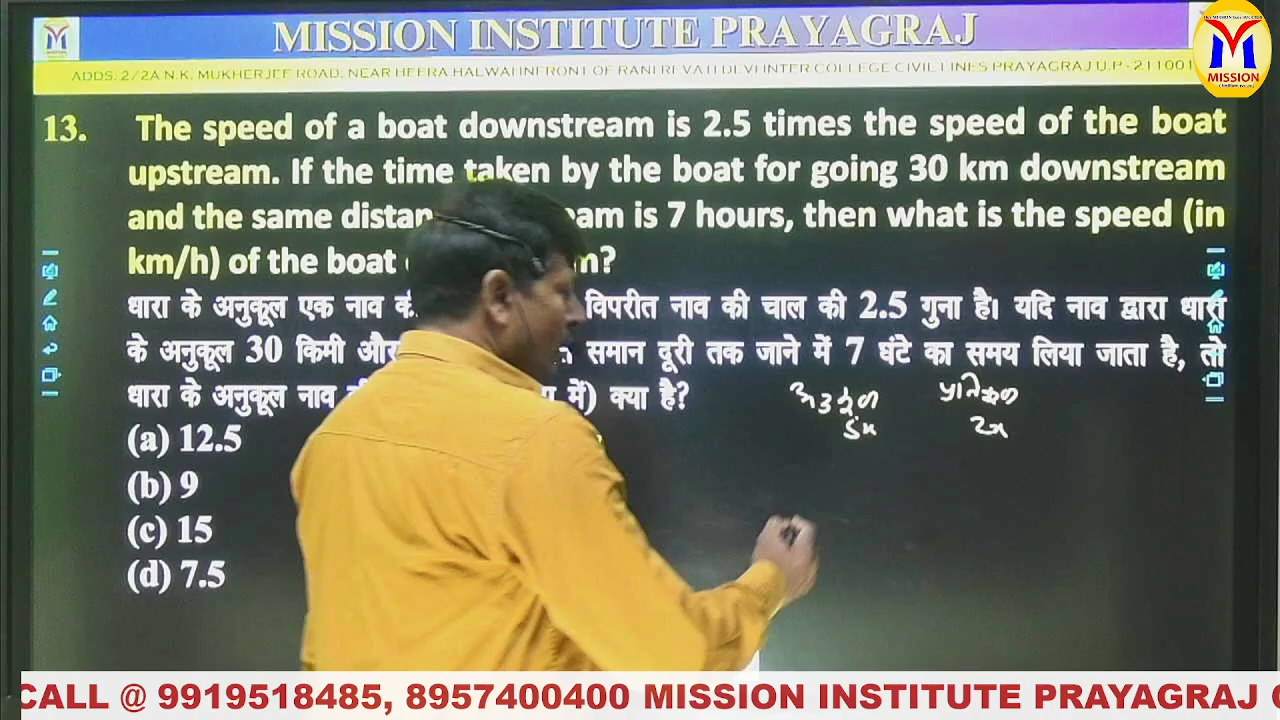 MISSION INSTITUTE PRAYAGRAJ
ADDS. 2/2A N.K. MUKHERJEE ROAD. NEAR HEERA HALWAI INFRONT OF RANI REVATI DEVI INTER COLLEGE CIVIL LINES PRAYAGRAJ U.P - 211001
MISSION
13. The speed of a boat downstream is 2.5 times the speed of the boat
upstream. If the time taken by the boat for going 30 km downstream
and the same distan eam is 7 hours, then what is the speed (in
km/h) of the boat m?
धारा के अनुकूल एक नाव की विपरीत नाव की चाल की 2.5 गुना है। यदि नाव द्वारा धारा
के अनुकूल 30 किमी और समान दूरी तक जाने में 7 घंटे का समय लिया जाता है, तो
धारा के अनुकूल नाव में) क्या है?
अनुकूल प्रतिकूल
5x 2x
(a) 12.5
(b) 9
(c) 15
(d) 7.5
CALL @ 9919518485, 8957400400 MISSION INSTITUTE PRAYAGRAJ